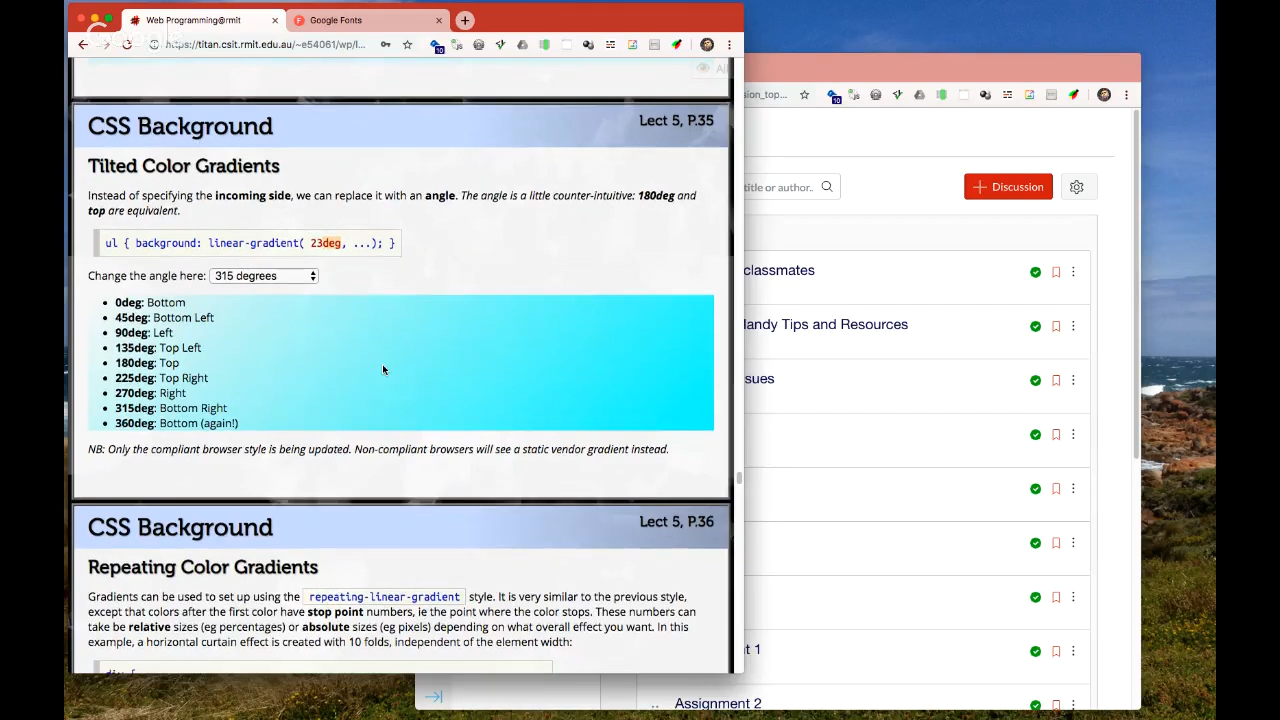 Web Programming@rmit
Google Fonts
https://titan.csit.rmit.edu.au/~e54061/wp/l...
10
sion_top...
10
All
CSS Background
Lect 5, P.35
Tilted Color Gradients
Instead of specifying the incoming side, we can replace it with an angle. The angle is a little counter-intuitive: 180deg and
top are equivalent.
ul { background: linear-gradient( 23deg, ...); }
Change the angle here: 315 degrees
0deg: Bottom
45deg: Bottom Left
90deg: Left
135deg: Top Left
180deg: Top
225deg: Top Right
270deg: Right
315deg: Bottom Right
360deg: Bottom (again!)
NB: Only the compliant browser style is being updated. Non-compliant browsers will see a static vendor gradient instead.
CSS Background
Lect 5, P.36
Repeating Color Gradients
Gradients can be used to set up using the repeating-linear-gradient style. It is very similar to the previous style,
except that colors after the first color have stop point numbers, ie the point where the color stops. These numbers can
take be relative sizes (eg percentages) or absolute sizes (eg pixels) depending on what overall effect you want. In this
example, a horizontal curtain effect is created with 10 folds, independent of the element width:
div {
title or author..
Discussion
classmates
Handy Tips and Resources
sues
t 1
Assignment 2